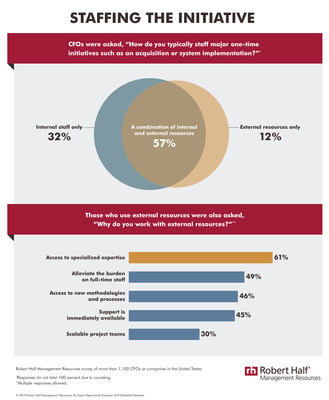 STAFFING THE INITIATIVE
CFOs were asked, "How do you typically staff major one-time
initiatives such as an acquisition or system implementation?"*
Internal staff only
32%
A combination of internal
and external resources
57%
External resources only
12%
Those who use external resources were also asked,
"Why do you work with external resources?"**
Access to specialized expertise
61%
Alleviate the burden
on full-time staff
49%
Access to new methodologies
and processes
46%
Support is
immediately available
45%
Scalable project teams
30%
Robert Half Management Resources survey of more than 1,100 CFOs at companies in the United States
*Responses do not total 100 percent due to rounding.
**Multiple responses allowed.
© 2019 Robert Half Management Resources. An Equal Opportunity Employer M/F/Disability/Veterans
rh Robert Half®
Management Resources